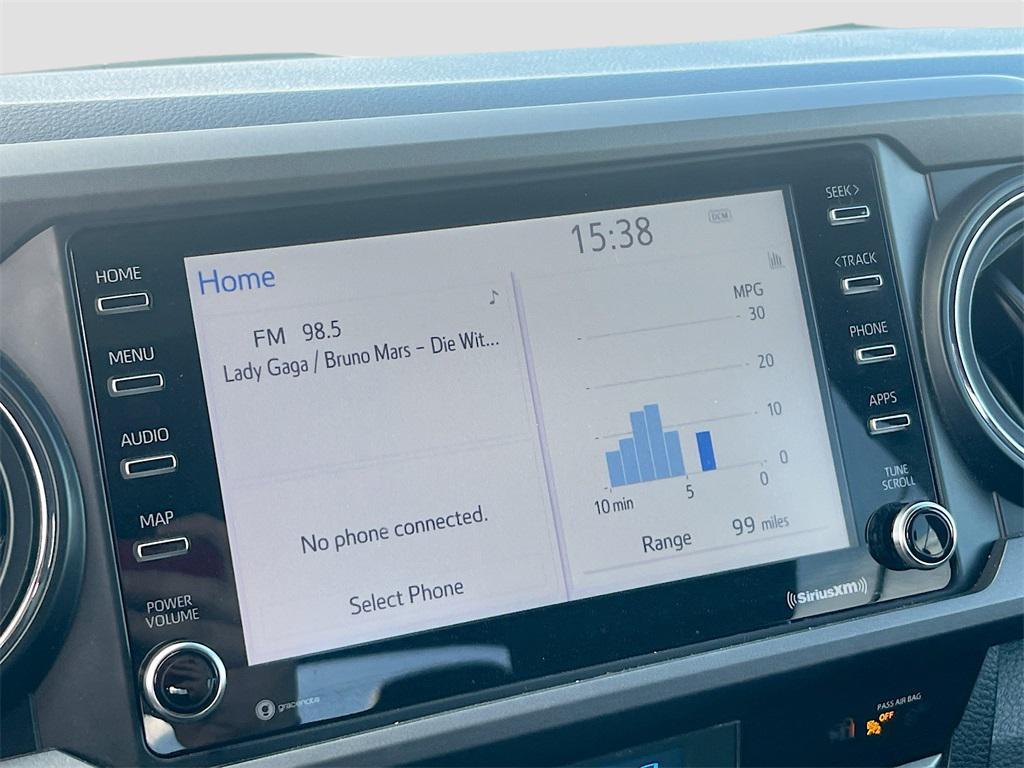 HOME
MENU
AUDIO
MAP
POWER
VOLUME
Home
15:38
DCM
FM 98.5
Lady Gaga / Bruno Mars – Die Wit...
No phone connected.
Select Phone
MPG
30
20
10
0
10 min
5
0
Range 99 miles
SEEK>
<TRACK
PHONE
APPS
TUNE
SCROLL
SiriusXM
gracenote
PASS AIR BAG
OFF